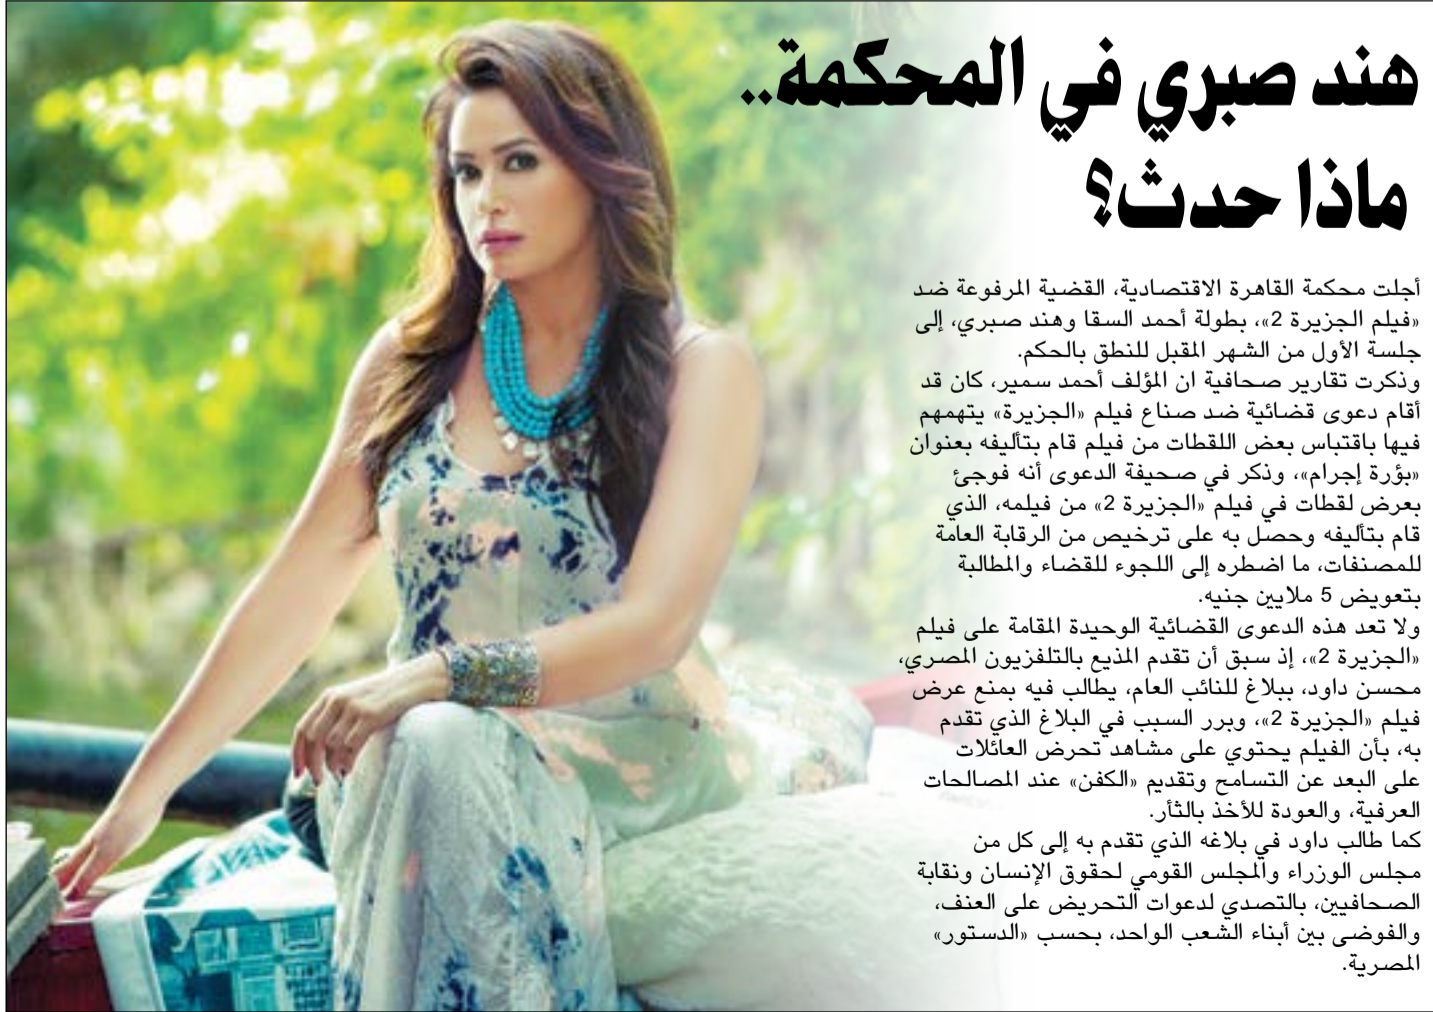 هند صبري في المحكمة..
ماذا حدث؟
أجلت محكمة القاهرة الاقتصادية، القضية المرفوعة ضد
«فيلم الجزيرة 2»، بطولة أحمد السقا وهند صبري، إلى
جلسة الأول من الشهر المقبل للنطق بالحكم.
وذكرت تقارير صحافية ان المؤلف أحمد سمير، كان قد
أقام دعوى قضائية ضد صناع فيلم «الجزيرة» يتهمهم
فيها باقتباس بعض اللقطات من فيلم قام بتأليفه بعنوان
«بؤرة إجرام»، وذكر في صحيفة الدعوى أنه فوجئ
بعرض لقطات في فيلم «الجزيرة 2» من فيلمه، الذي
قام بتأليفه وحصل به على ترخيص من الرقابة العامة
للمصنفات، ما اضطره إلى اللجوء للقضاء والمطالبة
بتعويض 5 ملايين جنيه.
ولا تعد هذه الدعوى القضائية الوحيدة المقامة على فيلم
«الجزيرة 2»، إذ سبق أن تقدم المذيع بالتلفزيون المصري،
محسن داود، ببلاغ للنائب العام، يطالب فيه بمنع عرض
فيلم «الجزيرة 2»، وبرر السبب في البلاغ الذي تقدم
به، بأن الفيلم يحتوي على مشاهد تحرض العائلات
على البعد عن التسامح وتقديم «الكفن» عند المصالحات
العرفية، والعودة للأخذ بالثأر.
كما طالب داود في بلاغه الذي تقدم به إلى كل من
مجلس الوزراء والمجلس القومي لحقوق الإنسان ونقابة
الصحافيين، بالتصدي لدعوات التحريض على العنف،
والفوضى بين أبناء الشعب الواحد، بحسب «الدستور»
المصرية.